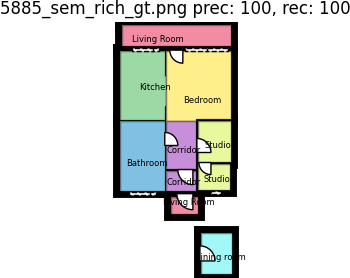 5885_sem_rich_gt.png prec: 100, rec: 100
Living Room
Kitchen
Bedroom
Corridor
Studio
Bathroom
Corridor
Studio
Living Room
Dining room